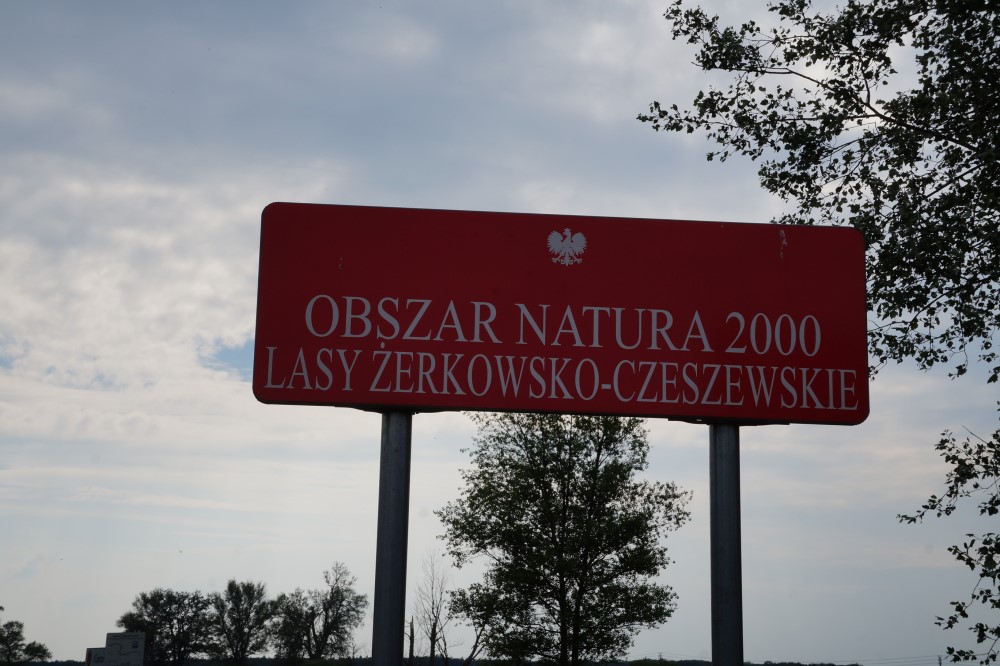 OBSZAR NATURA 2000
LASY ŻERKOWSKO-CZESZEWSKIE